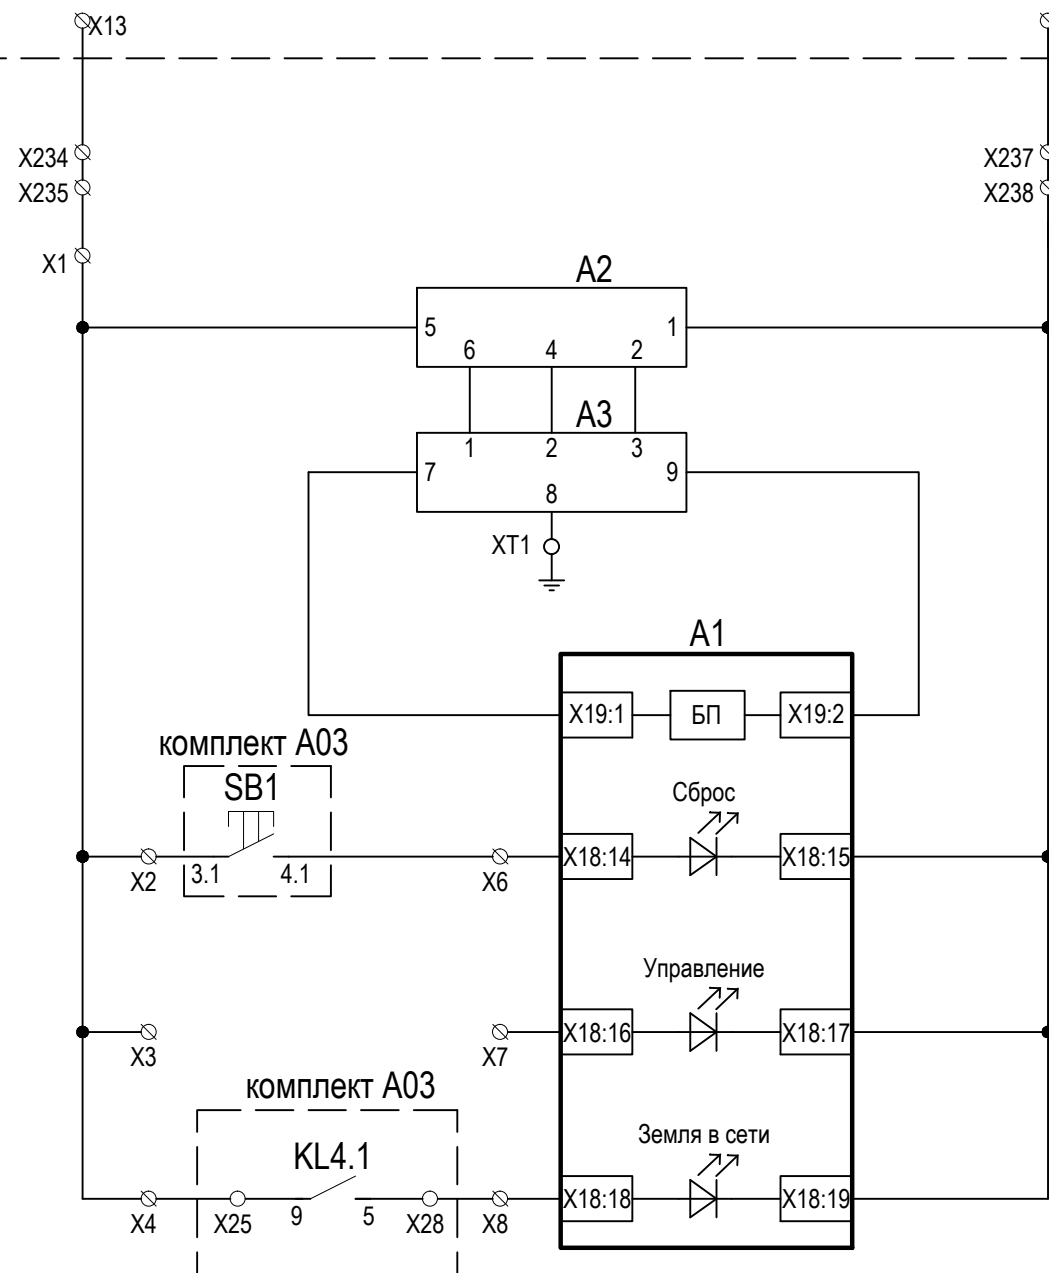 X13
X234
X237
X235
X238
X1
A2
5
1
6
4
2
A3
1
2
3
7
9
8
XT1
A1
X19:1
БП
X19:2
комплект A03
SB1
Сброс
X18:14
X18:15
X2
3.1
4.1
X6
Управление
X18:16
X18:17
X3
X7
комплект A03
Земля в сети
KL4.1
X18:18
X18:19
X4
X25
9
5
X28
X8